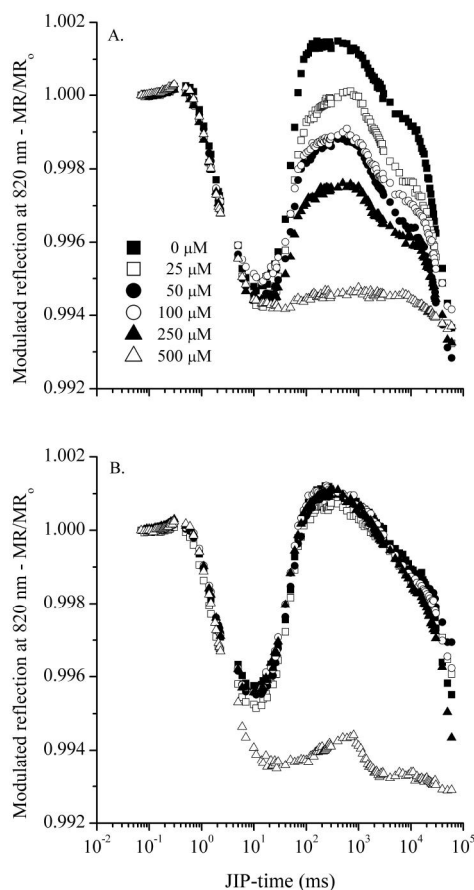 A.
1.002
1.000
0.998
0.996
0.994
0.992
Modulated reflection at 820 nm - MR/MRₒ
0 μM
25 μM
50 μM
100 μM
250 μM
500 μM
B.
1.002
1.000
0.998
0.996
0.994
0.992
Modulated reflection at 820 nm - MR/MRₒ
10⁻² 10⁻¹ 10⁰ 10¹ 10² 10³ 10⁴ 10⁵
JIP-time (ms)